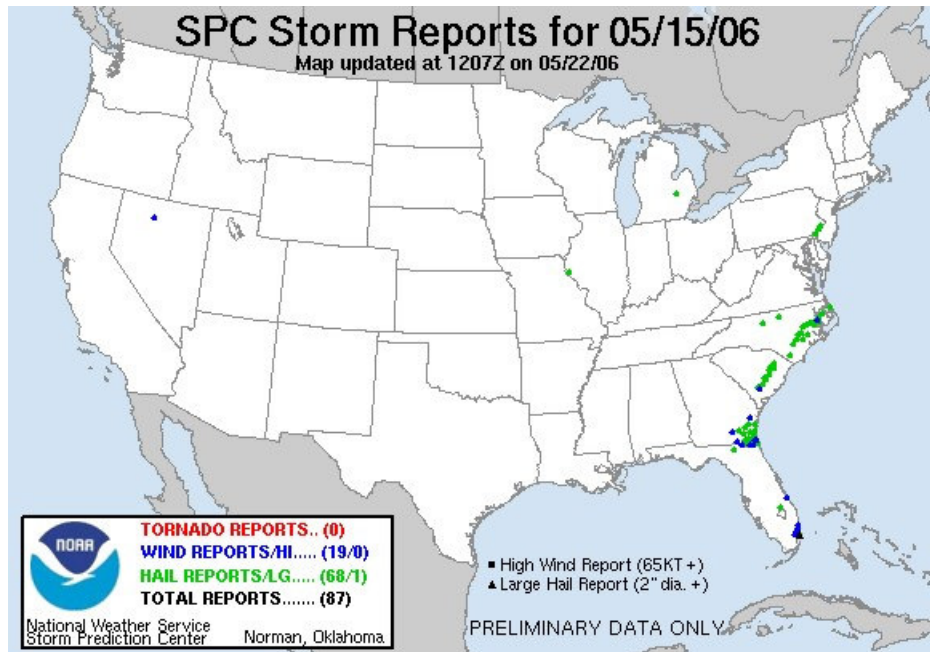 SPC Storm Reports for 05/15/06
Map updated at 1207Z on 05/22/06
NOAA
TORNADO REPORTS.. (0)
WIND REPORTS/HI..... (19/0)
HAIL REPORTS/LG..... (68/1)
TOTAL REPORTS....... (87)
National Weather Service
Storm Prediction Center
Norman, Oklahoma
High Wind Report (65KT +)
Large Hail Report (2" dia. +)
PRELIMINARY DATA ONLY